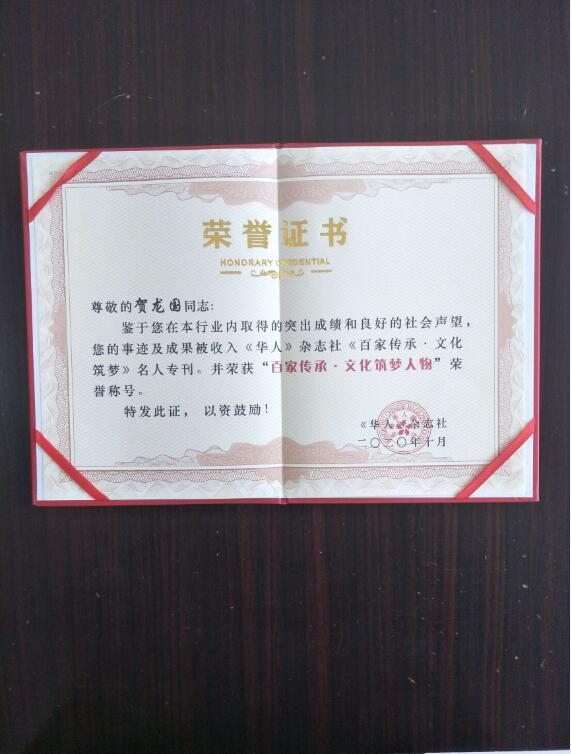 荣誉证书
HONORARY CREDENTIAL
尊敬的贺龙国同志:
鉴于您在本行业内取得的突出成绩和良好的社会声望,
您的事迹及成果被收入《华人》杂志社《百家传承·文化
筑梦》名人专刊。并荣获“百家传承·文化筑梦人物”荣
誉称号。
特发此证，以资鼓励!
《华人》杂志社
二〇二〇年十月